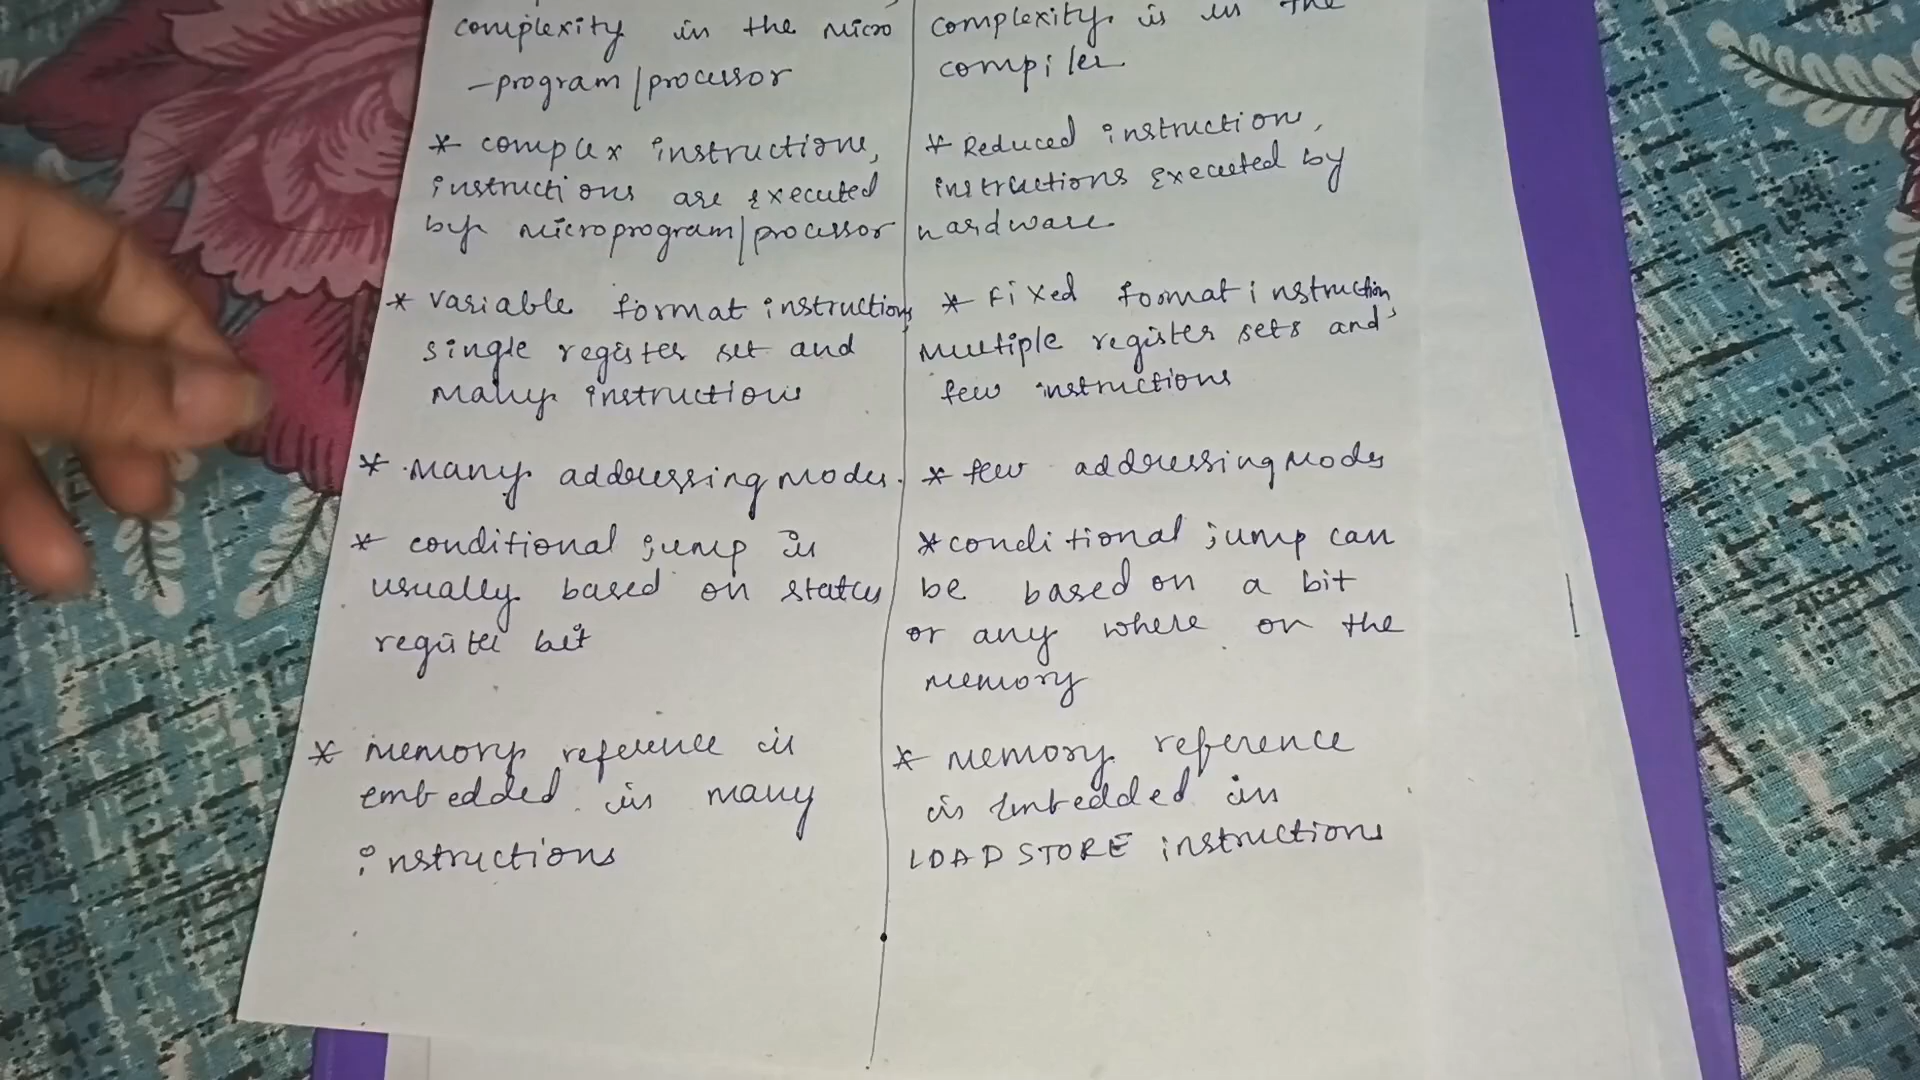 complexity in the micro
-program/processor
* complex instructions,
instructions are executed
by microprogram/processor
* variable format instructions,
single register set and
many instructions
* many addressing modes.
* conditional jump is
usually based on status
register bit
* memory reference is
embedded in many
instructions
complexity is in the
compiler
* Reduced instructions,
instructions executed by
hardware
* Fixed format instruction,
multiple register sets and
few instructions
* few addressing modes
* conditional jump can
be based on a bit
or any where on the
memory
* memory reference
is embedded in
LOAD STORE instructions